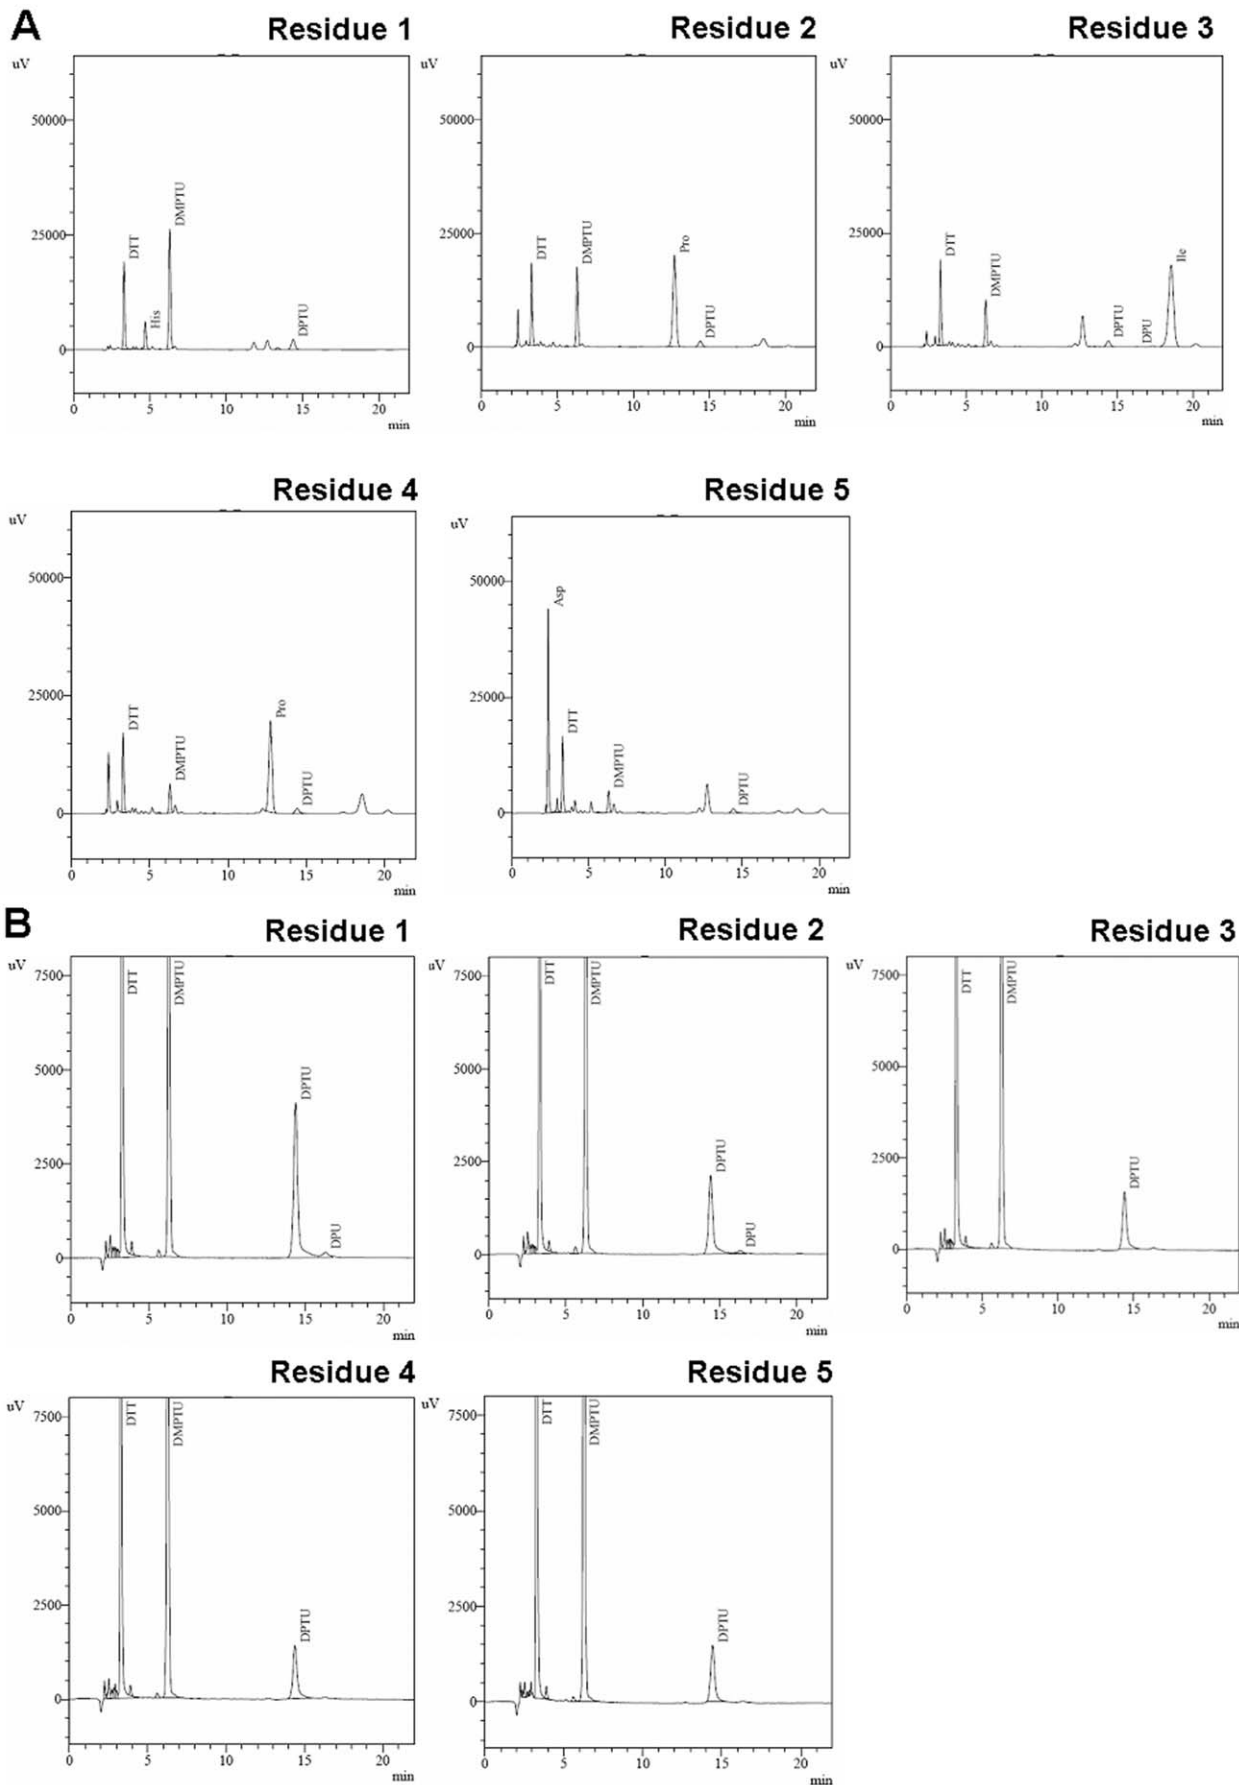 A
Residue 1
Residue 2
Residue 3
uV
50000
25000
0
DTT
His
DMPTU
DPTU
0 5 10 15 20
min
uV
50000
25000
0
DTT
DMPTU
Pro
DPTU
0 5 10 15 20
min
uV
50000
25000
0
DTT
DMPTU
DPTU
DPU
Ile
0 5 10 15 20
min
Residue 4
Residue 5
uV
50000
25000
0
DTT
DMPTU
Pro
DPTU
0 5 10 15 20
min
uV
50000
25000
0
Asp
DTT
DMPTU
DPTU
0 5 10 15 20
min
B
Residue 1
Residue 2
Residue 3
uV
7500
5000
2500
0
DTT
DMPTU
DPTU
DPU
0 5 10 15 20
min
uV
7500
5000
2500
0
DTT
DMPTU
DPTU
DPU
0 5 10 15 20
min
uV
7500
5000
2500
0
DTT
DMPTU
DPTU
0 5 10 15 20
min
Residue 4
Residue 5
uV
7500
5000
2500
0
DTT
DMPTU
DPTU
0 5 10 15 20
min
uV
7500
5000
2500
0
DTT
DMPTU
DPTU
0 5 10 15 20
min